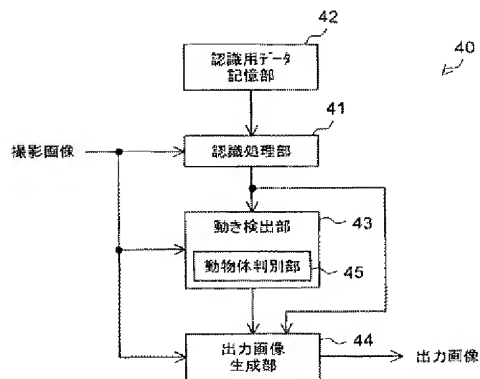 42
認識用データ
記憶部
40
41
撮影画像
認識処理部
動き検出部
43
動物体判別部
45
出力画像
生成部
44
出力画像